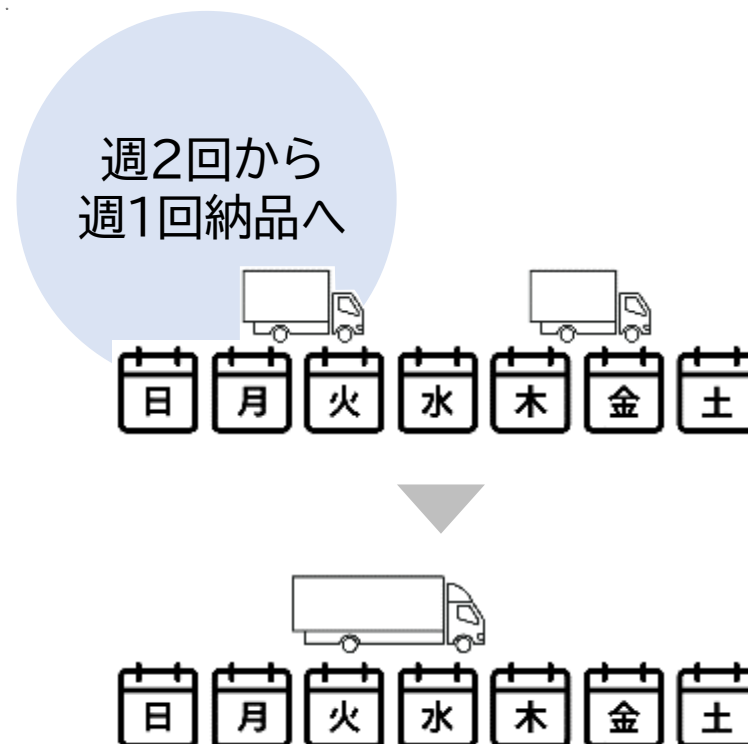 週2回から
週1回納品へ
日 月 火 水 木 金 土
日 月 火 水 木 金 土